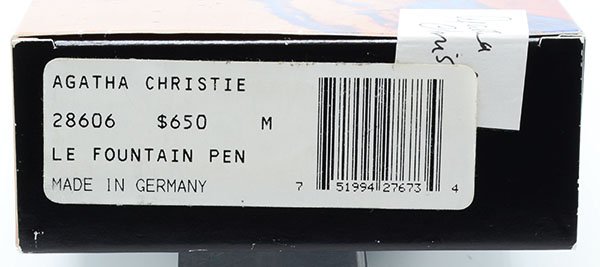 AGATHA CHRISTIE
28606 $650 M
LE FOUNTAIN PEN
MADE IN GERMANY
7 51994 27673 4